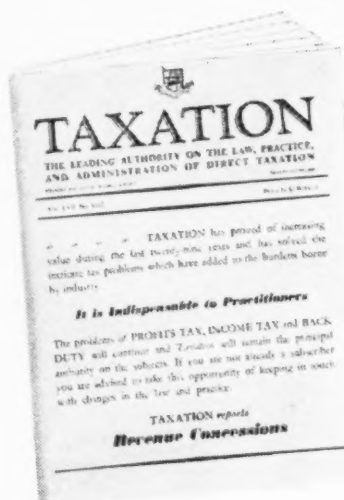 TAXATION
THE LEADING AUTHORITY ON THE LAW, PRACTICE,
AND ADMINISTRATION OF DIRECT TAXATION
TAXATION has proved of increasing
value during the last twenty-nine years and has solved the
intricate tax problems which have added to the burdens borne
by industry.
It is Indispensable to Practitioners
The problems of PROFITS TAX, INCOME TAX and BACK
DUTY will continue and Taxation will remain the principal
authority on the subjects. If you are not already a subscriber
you are advised to take this opportunity of keeping in touch
with changes in the law and practice.
TAXATION reports
Revenue Concessions